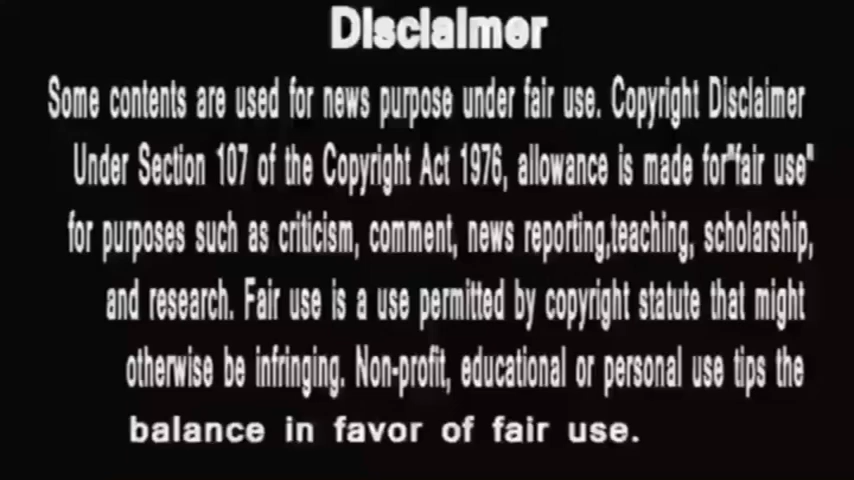 Disclaimer
Some contents are used for news purpose under fair use. Copyright Disclaimer
Under Section 107 of the Copyright Act 1976, allowance is made for"fair use"
for purposes such as criticism, comment, news reporting,teaching, scholarship,
and research. Fair use is a use permitted by copyright statute that might
otherwise be infringing. Non-profit, educational or personal use tips the
balance in favor of fair use.